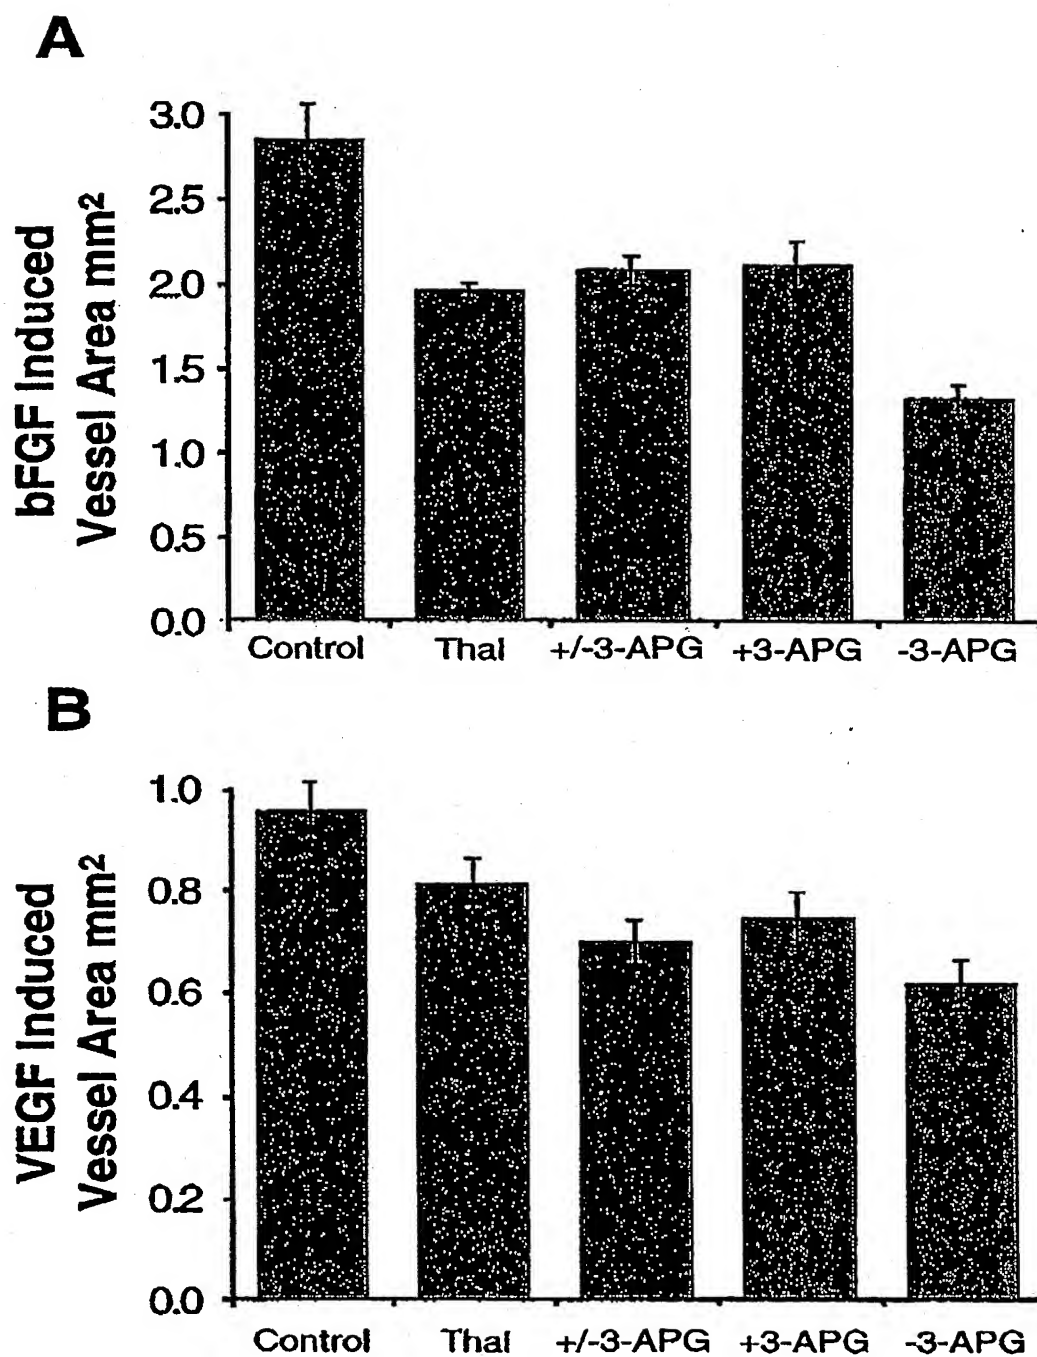 A
bFGF Induced
Vessel Area mm²
3.0
2.5
2.0
1.5
1.0
0.5
0.0
Control Thal +/-3-APG +3-APG -3-APG
B
VEGF Induced
Vessel Area mm²
1.0
0.8
0.6
0.4
0.2
0.0
Control Thal +/-3-APG +3-APG -3-APG